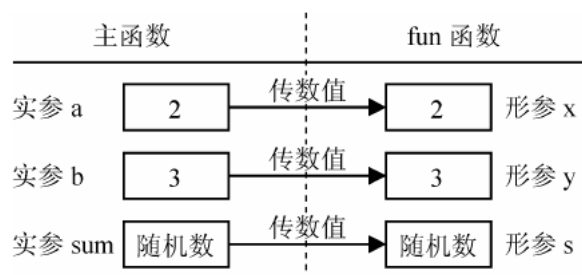 主函数 fun 函数
传数值
实参 a 2 2 形参 x
传数值
实参 b 3 3 形参 y
传数值
实参 sum 随机数 随机数 形参 s